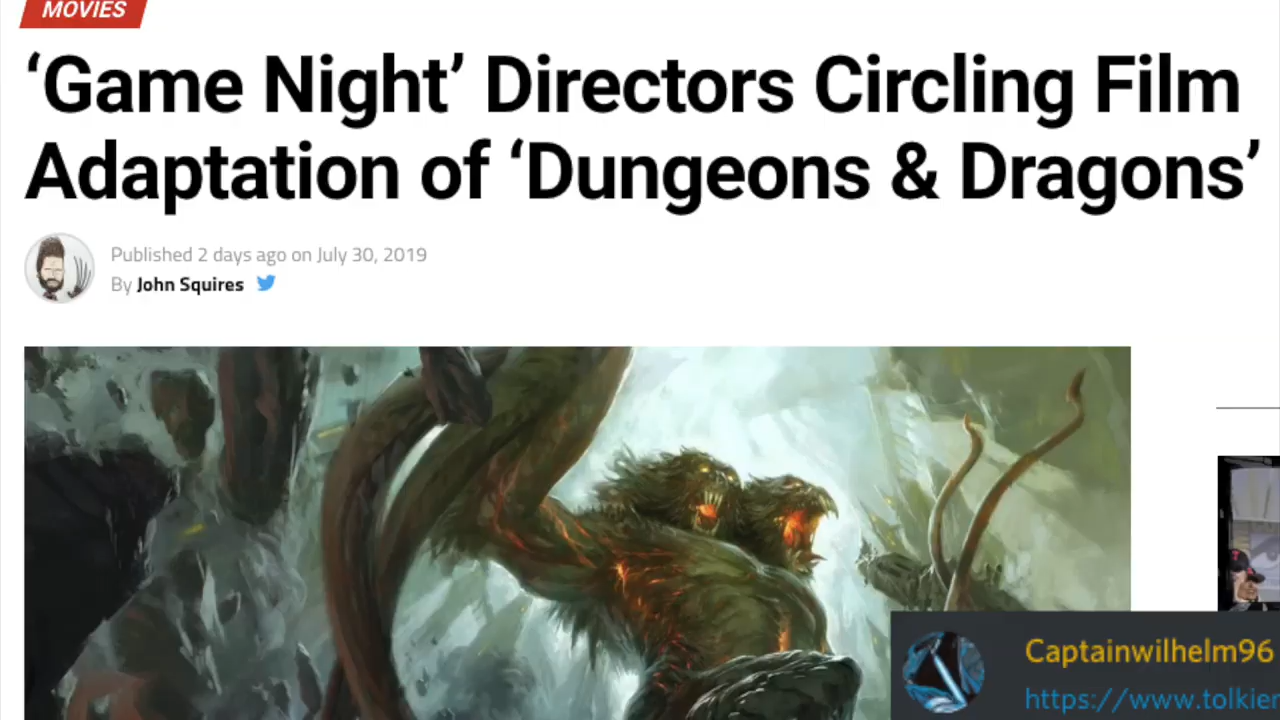 MOVIES
‘Game Night’ Directors Circling Film
Adaptation of ‘Dungeons & Dragons’
Published 2 days ago on July 30, 2019
By John Squires
Captainwilhelm96
https://www.tolkier